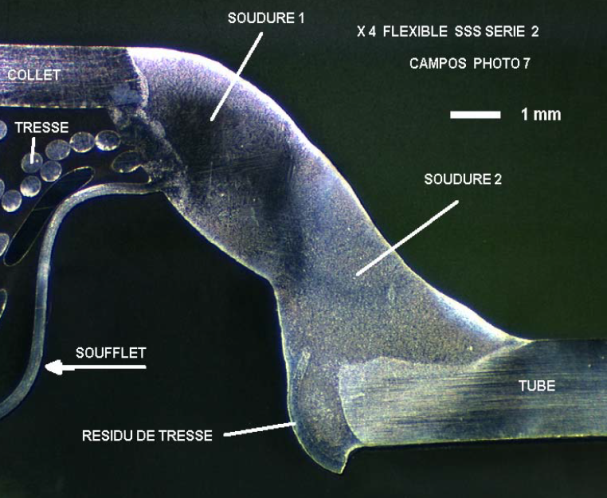 SOUDURE 1
X 4 FLEXIBLE SSS SERIE 2
CAMPOS PHOTO 7
COLLET
1 mm
TRESSE
SOUDURE 2
SOUFFLET
TUBE
RESIDU DE TRESSE